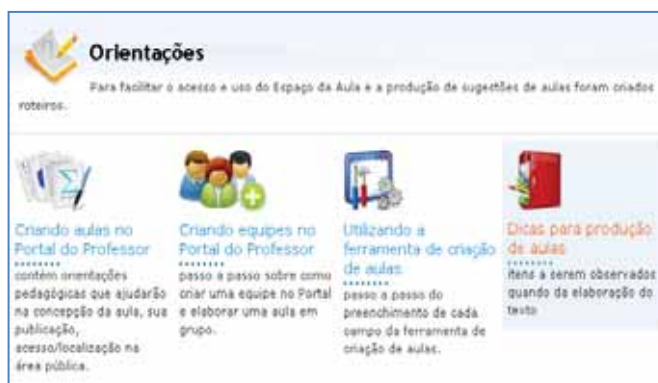 Orientações
Para facilitar o acesso e uso do Espaço da Aula e a produção de sugestões de aulas foram criados
roteiros.
Criando aulas no
Portal do Professor
contém orientações
pedagógicas que ajudarão
na concepção da aula, sua
publicação,
acesso/localização na
área pública.
Criando equipes no
Portal do Professor
passo a passo sobre como
criar uma equipe no Portal
e elaborar uma aula em
grupo.
Utilizando a
ferramenta de criação
de aulas
passo a passo do
preenchimento de cada
campo da ferramenta de
criação de aulas.
Dicas para produção
de aulas
itens a serem observados
quando da elaboração do
texto